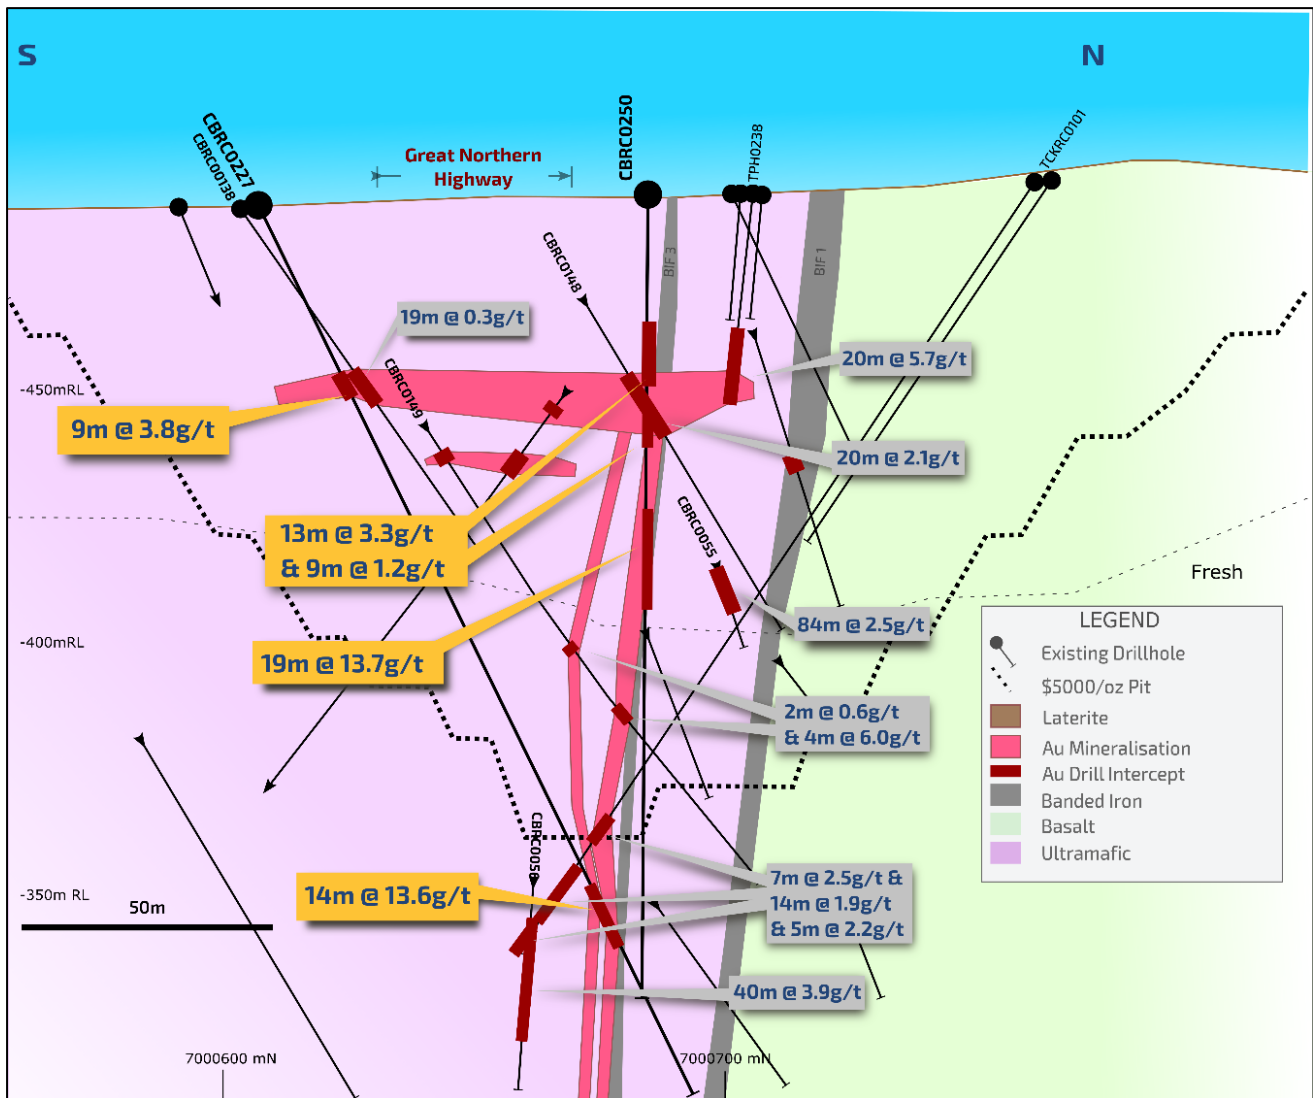 S
N
CBRC0227
CBRC00138
Great Northern
Highway
CBRC0250
TPH0238
TCKRC0101
CBRC0148
BIF 3
BIF 1
19m @ 0.3g/t
CBRC0149
20m @ 5.7g/t
-450mRL
9m @ 3.8g/t
20m @ 2.1g/t
13m @ 3.3g/t
& 9m @ 1.2g/t
CBRC0055
Fresh
84m @ 2.5g/t
-400mRL
19m @ 13.7g/t
2m @ 0.6g/t
& 4m @ 6.0g/t
LEGEND
Existing Drillhole
$5000/oz Pit
Laterite
Au Mineralisation
Au Drill Intercept
Banded Iron
Basalt
Ultramafic
-350m RL
50m
14m @ 13.6g/t
7m @ 2.5g/t &
14m @ 1.9g/t
& 5m @ 2.2g/t
40m @ 3.9g/t
7000600 mN
7000700 mN